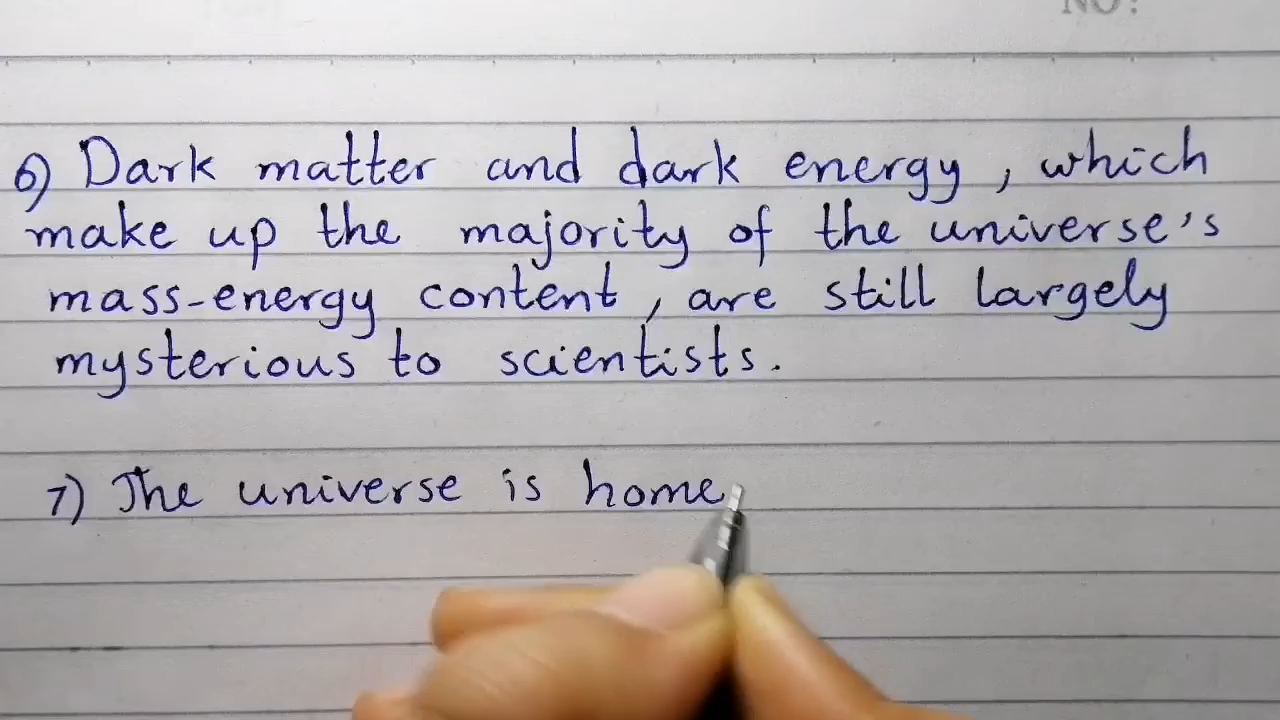 NO:
6) Dark matter and dark energy, which
make up the majority of the universe's
mass-energy content, are still largely
mysterious to scientists.
7) The universe is home